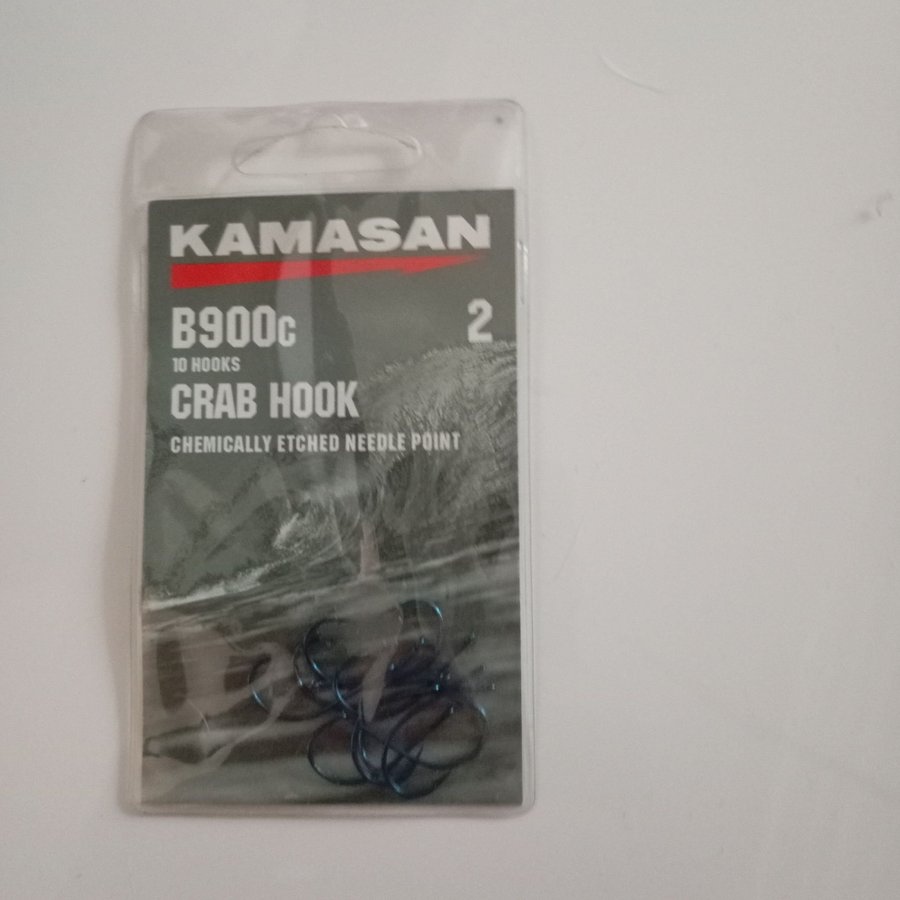 KAMASAN
B900c 2
10 HOOKS
CRAB HOOK
CHEMICALLY ETCHED NEEDLE POINT